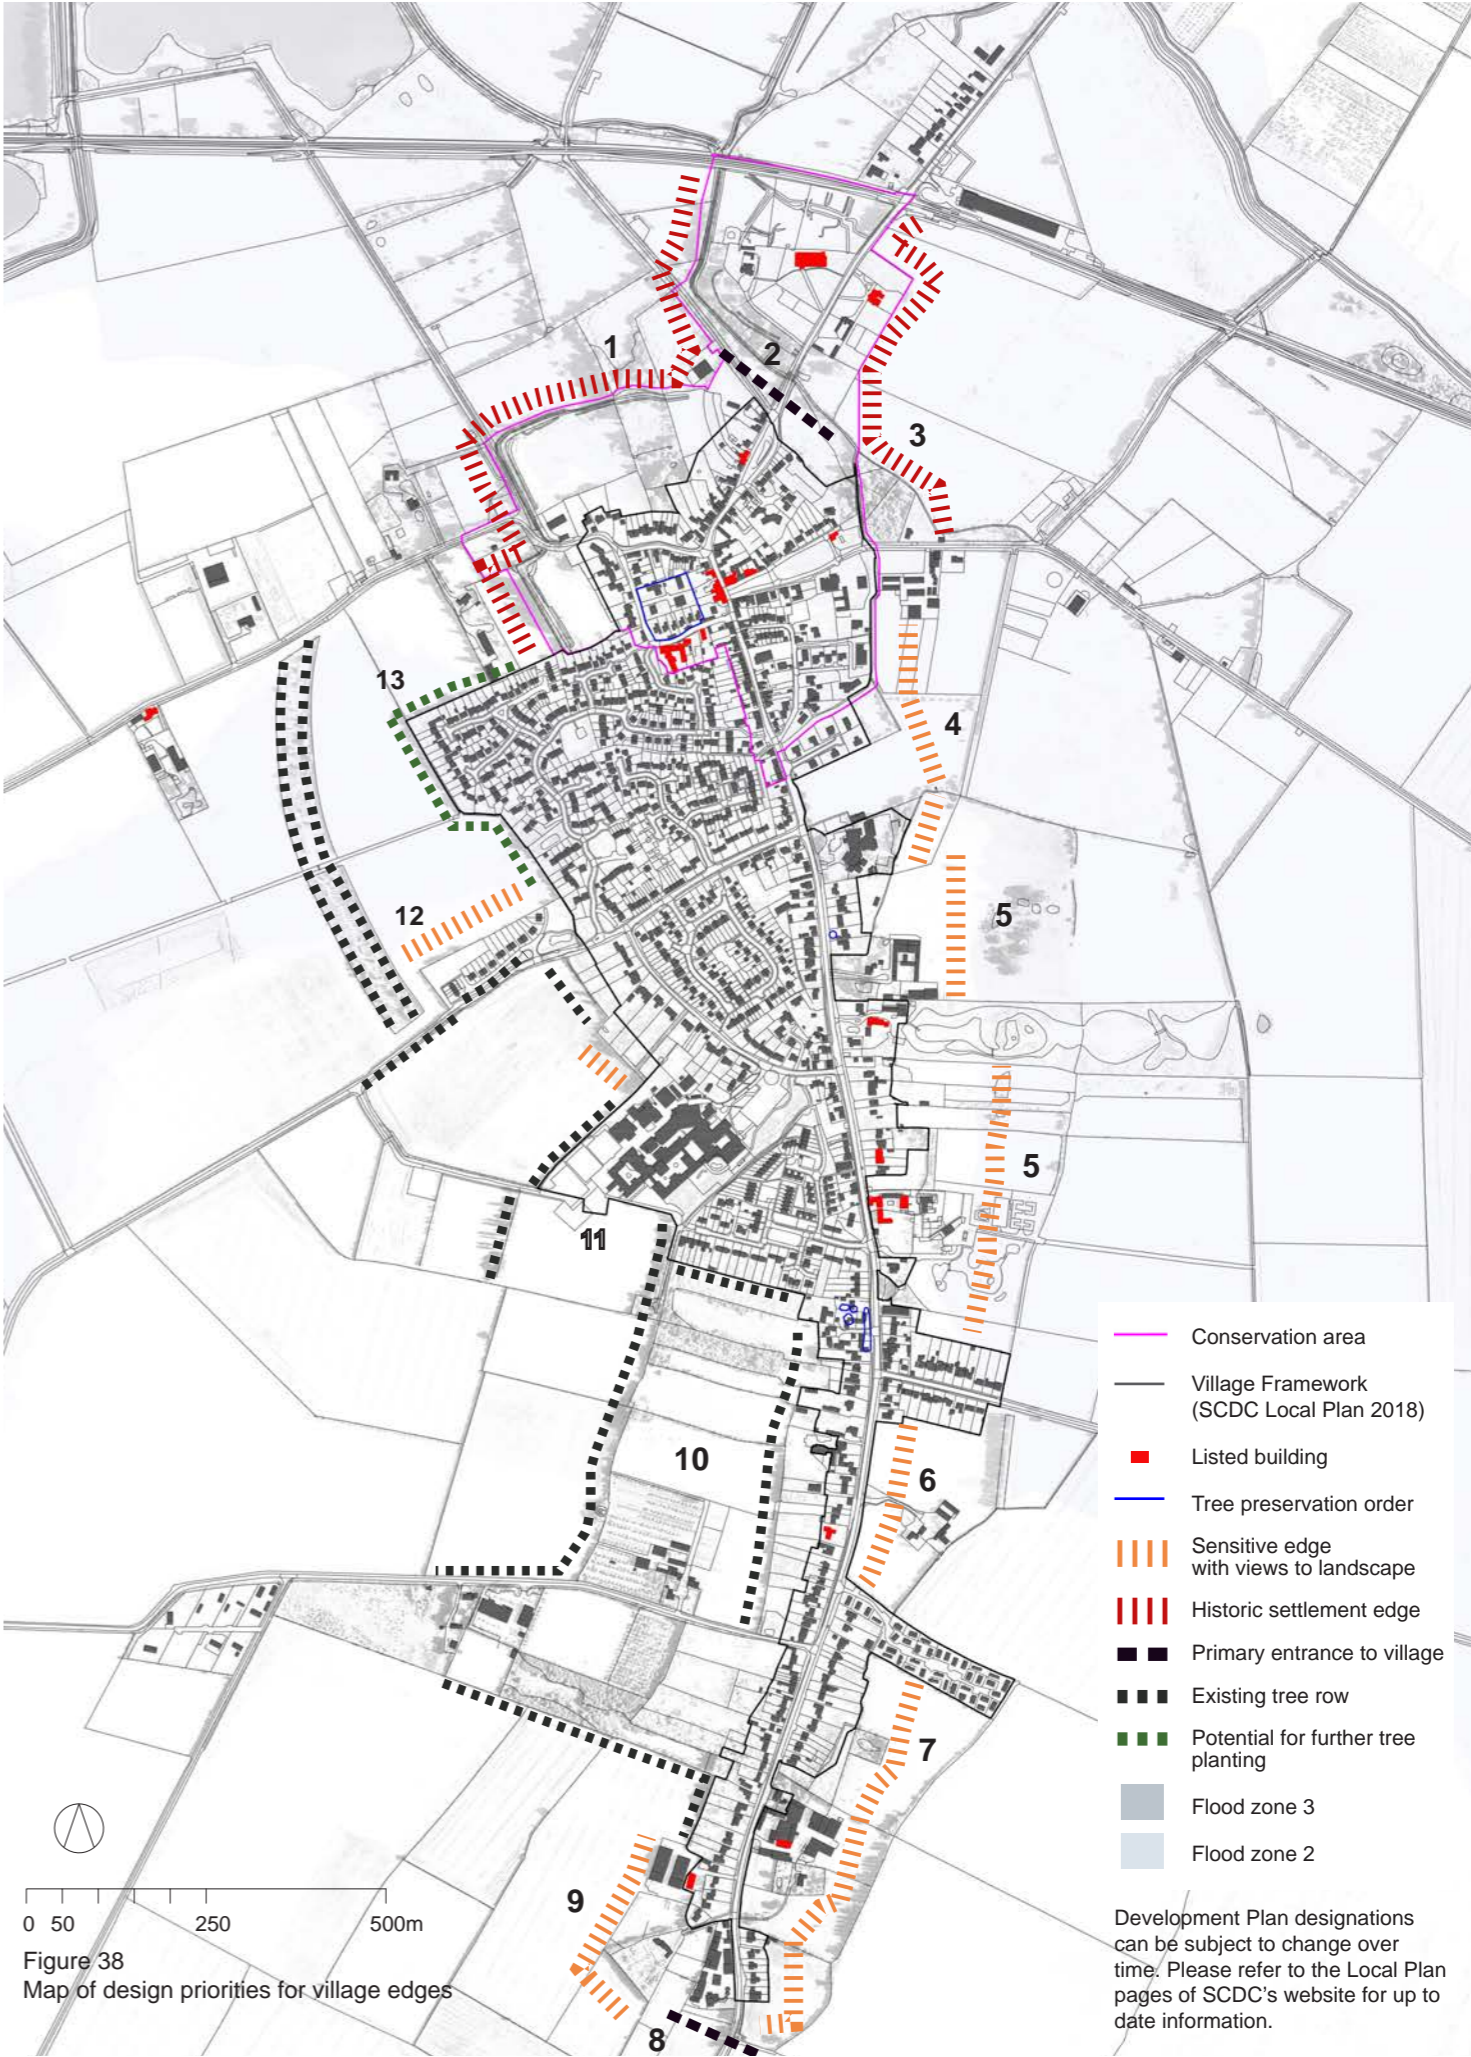 1
2
3
13
4
12
5
5
11
10
6
7
9
8
Conservation area
Village Framework
(SCDC Local Plan 2018)
Listed building
Tree preservation order
Sensitive edge
with views to landscape
Historic settlement edge
Primary entrance to village
Existing tree row
Potential for further tree
planting
Flood zone 3
Flood zone 2
Development Plan designations
can be subject to change over
time. Please refer to the Local Plan
pages of SCDC's website for up to
date information.
0 50 250 500m
Figure 38
Map of design priorities for village edges